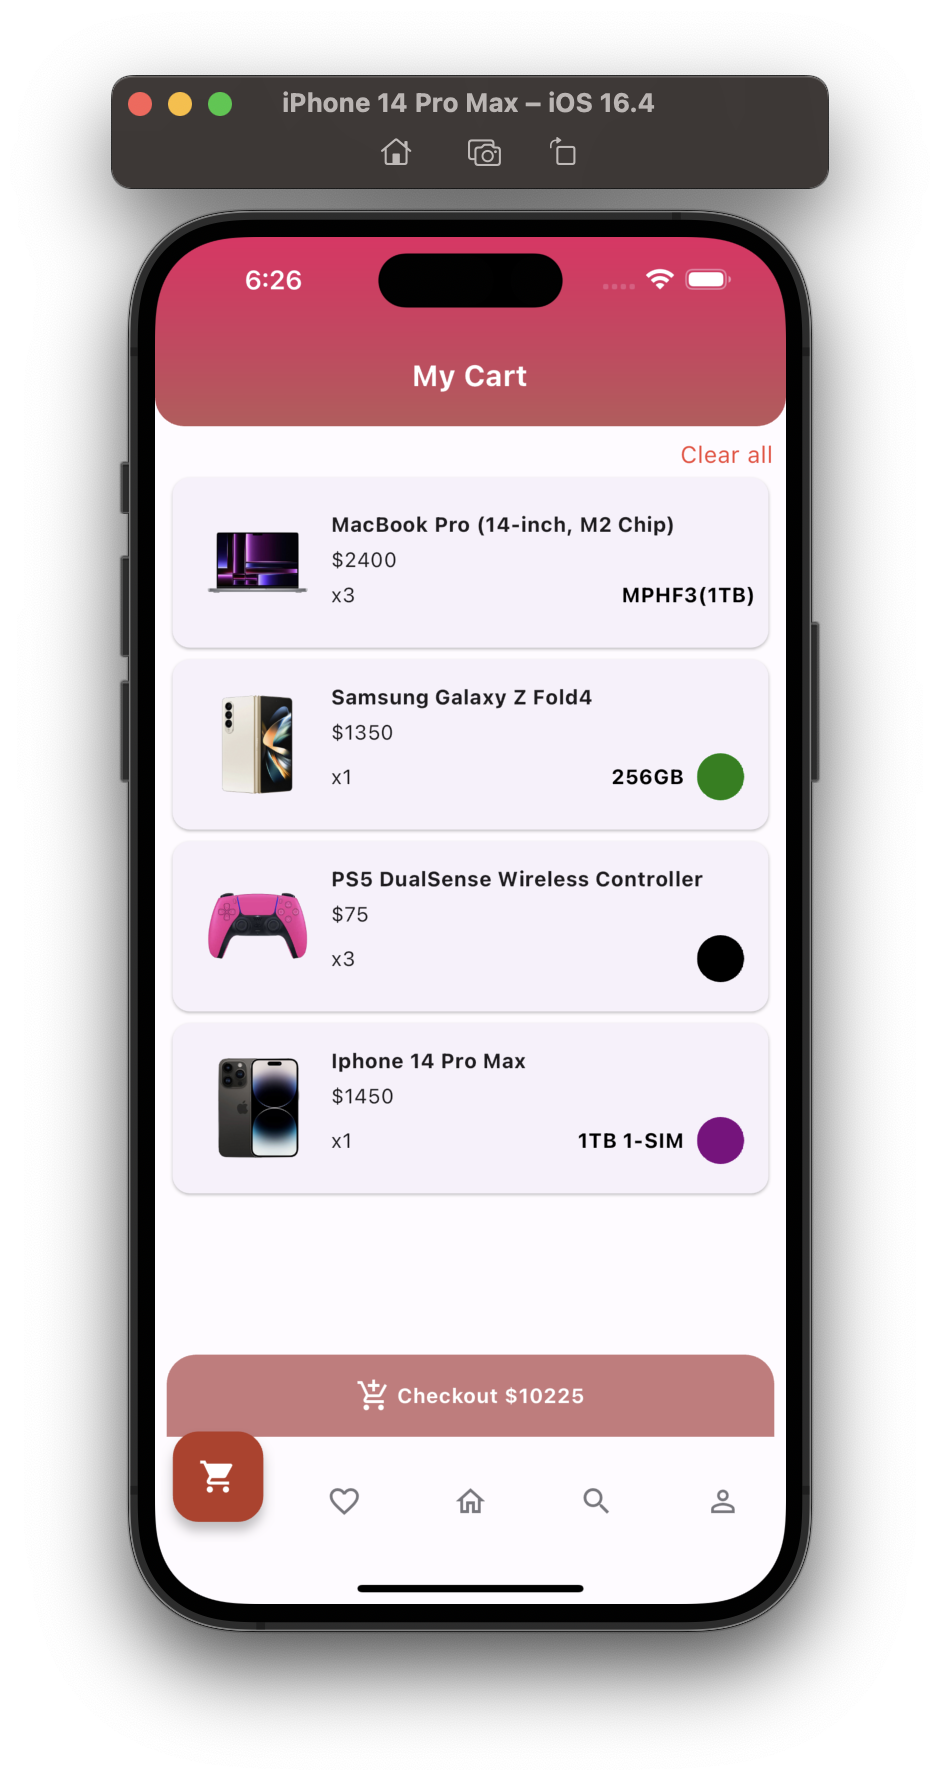 iPhone 14 Pro Max – iOS 16.4
6:26
My Cart
Clear all
MacBook Pro (14-inch, M2 Chip)
$2400
x3 MPHF3(1TB)
Samsung Galaxy Z Fold4
$1350
x1 256GB
PS5 DualSense Wireless Controller
$75
x3
Iphone 14 Pro Max
$1450
x1 1TB 1-SIM
Checkout $10225